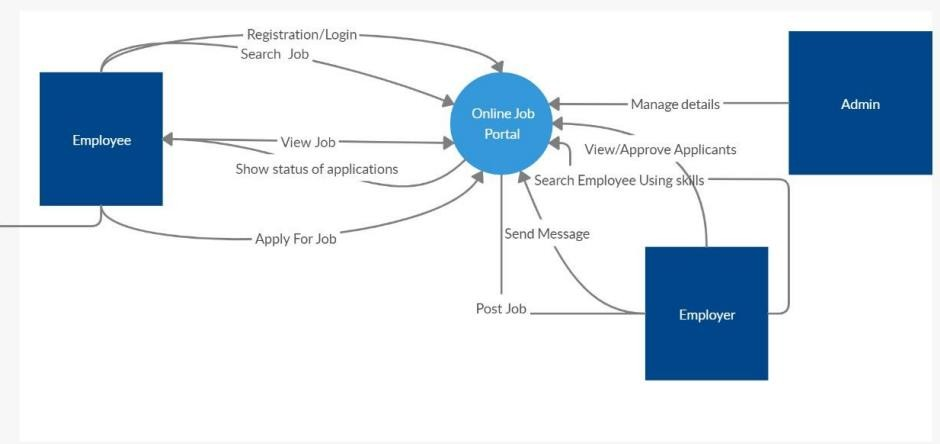 Registration/Login
Search Job
Online Job
Portal
Manage details
Admin
Employee
View Job
View/Approve Applicants
Show status of applications
Search Employee Using skills
Apply For Job
Send Message
Post Job
Employer